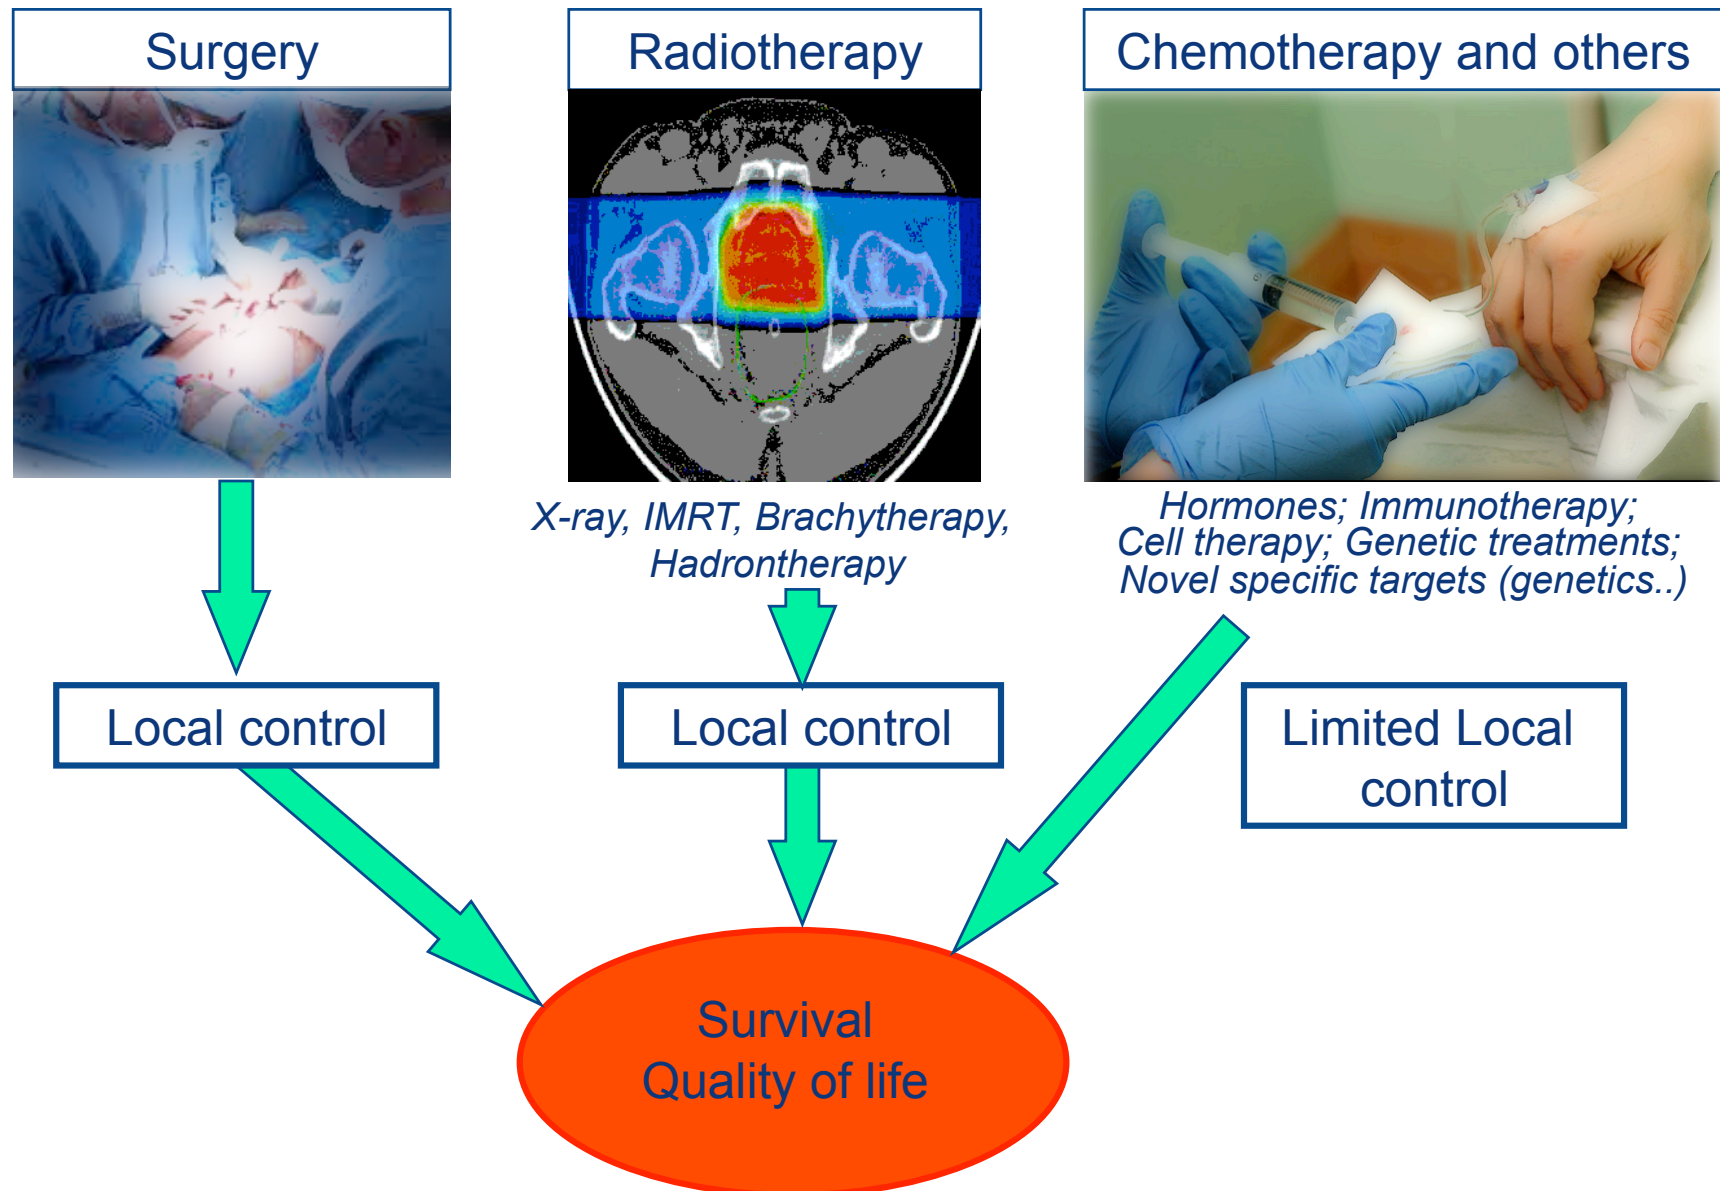 Surgery
Radiotherapy
Chemotherapy and others
X-ray, IMRT, Brachytherapy,
Hadrontherapy
Hormones; Immunotherapy;
Cell therapy; Genetic treatments;
Novel specific targets (genetics..)
Local control
Local control
Limited Local
control
Survival
Quality of life